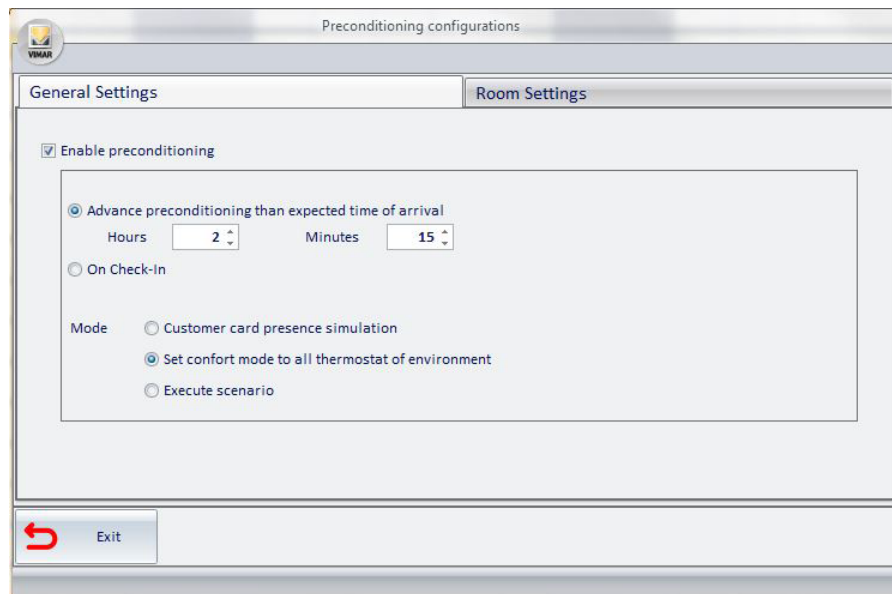 Preconditioning configurations
VIMAR
General Settings
Room Settings
Enable preconditioning
Advance preconditioning than expected time of arrival
Hours 2 Minutes 15
On Check-In
Mode Customer card presence simulation
Set confort mode to all thermostat of environment
Execute scenario
Exit